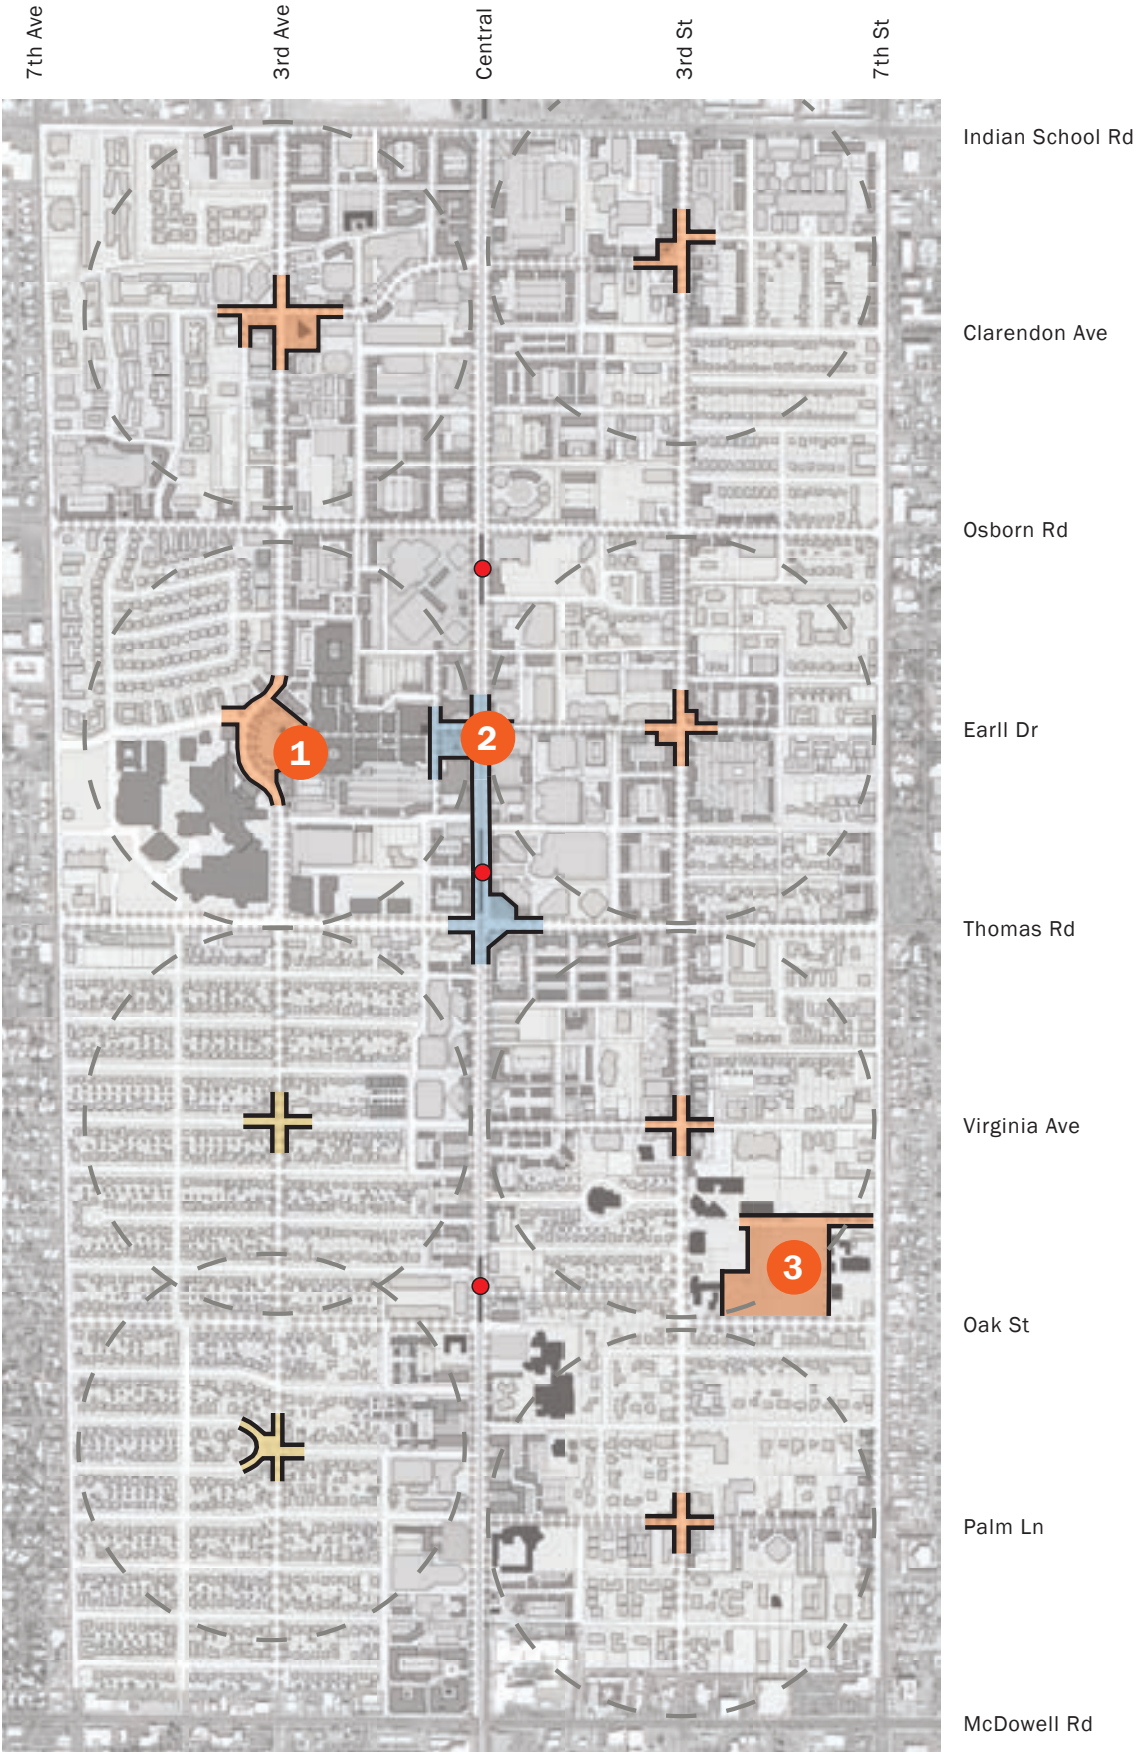 7th Ave
3rd Ave
Central
3rd St
7th St
Indian School Rd
Clarendon Ave
Osborn Rd
1
2
Earll Dr
Thomas Rd
Virginia Ave
3
Oak St
Palm Ln
McDowell Rd